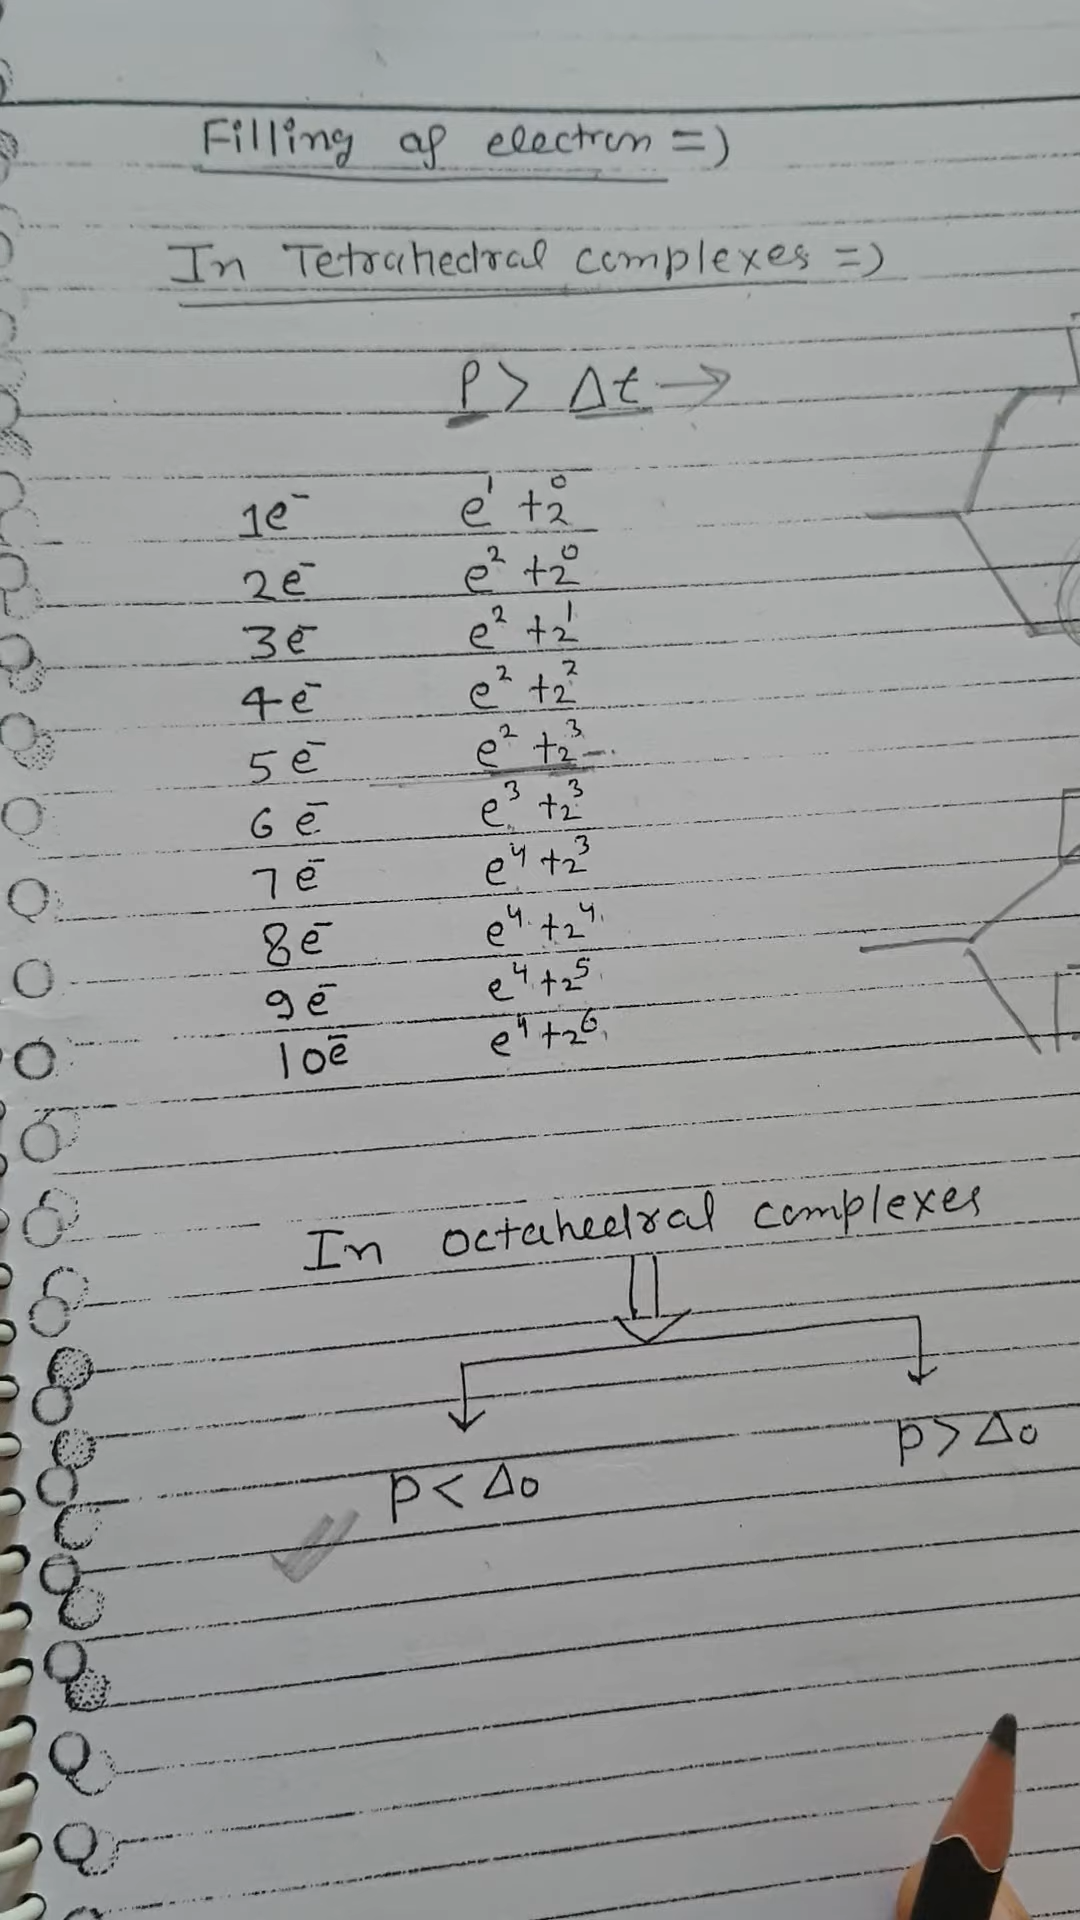 Filling of electron =)
In Tetrahedral complexes =)
P > Δt →
1e⁻ e¹ t₂⁰
2e⁻ e² t₂⁰
3e⁻ e² t₂¹
4e⁻ e² t₂²
5e⁻ e² t₂³
6e⁻ e³ t₂³
7e⁻ e⁴ t₂³
8e⁻ e⁴ t₂⁴
9e⁻ e⁴ t₂⁵
10e⁻ e⁴ t₂⁶
In octahedral complexes
P < Δo P > Δo